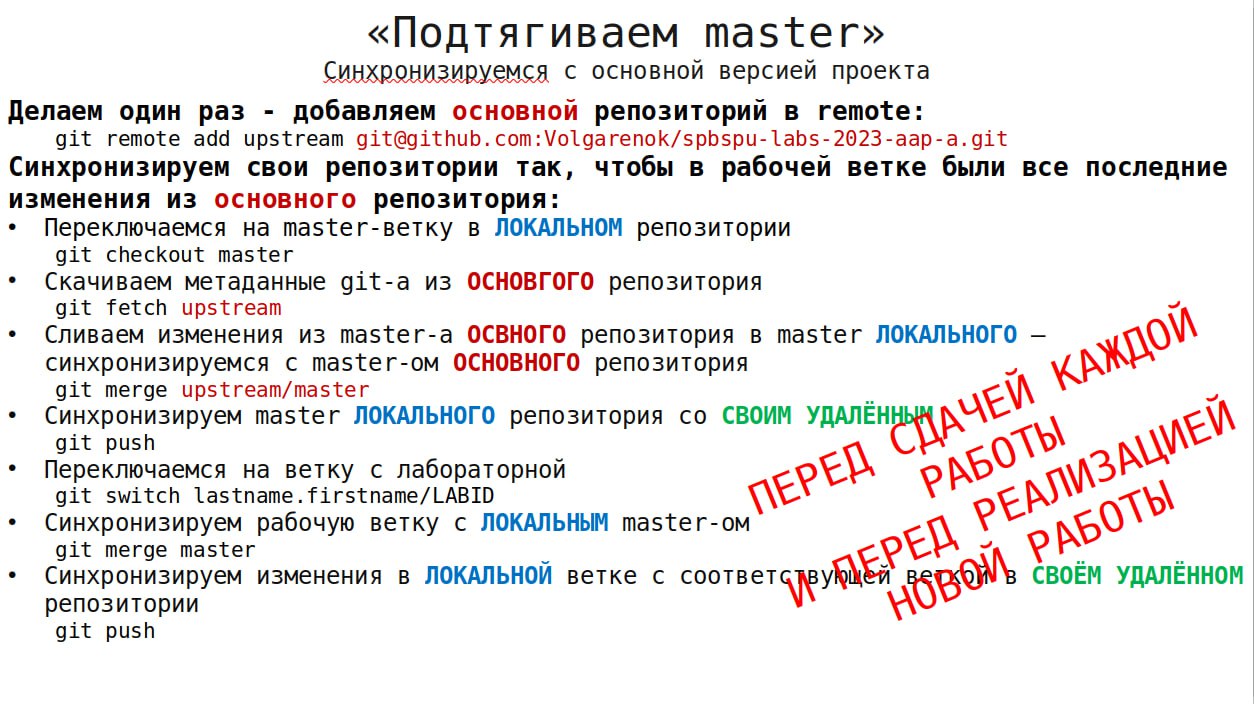 «Подтягиваем master»
Синхронизируемся с основной версией проекта
Делаем один раз - добавляем основной репозиторий в remote:
git remote add upstream git@github.com:Volgarenok/spbspu-labs-2023-aap-a.git
Синхронизируем свои репозитории так, чтобы в рабочей ветке были все последние
изменения из основного репозитория:
• Переключаемся на master-ветку в ЛОКАЛЬНОМ репозитории
git checkout master
• Скачиваем метаданные git-а из ОСНОВГОГО репозитория
git fetch upstream
• Сливаем изменения из master-а ОСВНОГО репозитория в master ЛОКАЛЬНОГО —
синхронизируемся с master-ом ОСНОВНОГО репозитория
git merge upstream/master
• Синхронизируем master ЛОКАЛЬНОГО репозитория со СВОИМ УДАЛЁННЫМ
git push
• Переключаемся на ветку с лабораторной
git switch lastname.firstname/LABID
• Синхронизируем рабочую ветку с ЛОКАЛЬНЫМ master-ом
git merge master
• Синхронизируем изменения в ЛОКАЛЬНОЙ ветке с соответствующей веткой в СВОЁМ УДАЛЁННОМ
репозитории
git push
ПЕРЕД СДАЧЕЙ КАЖДОЙ
РАБОТЫ
И ПЕРЕД РЕАЛИЗАЦИЕЙ
НОВОЙ РАБОТЫ